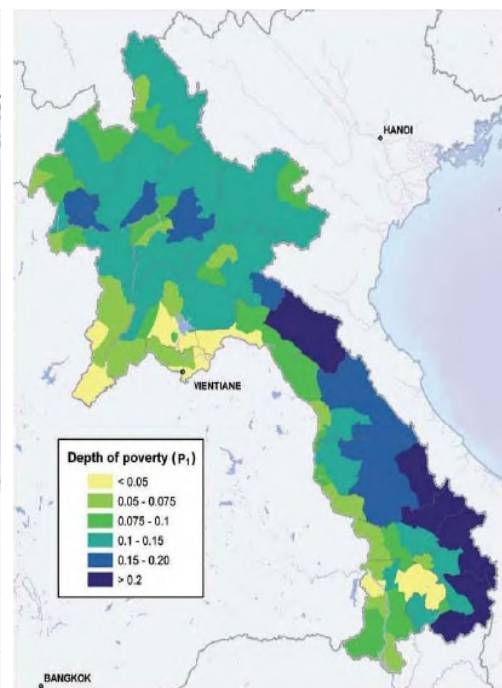 HANOI
VIENTIANE
Depth of poverty (P1)
< 0.05
0.05 - 0.075
0.075 - 0.1
0.1 - 0.15
0.15 - 0.20
> 0.2
BANGKOK